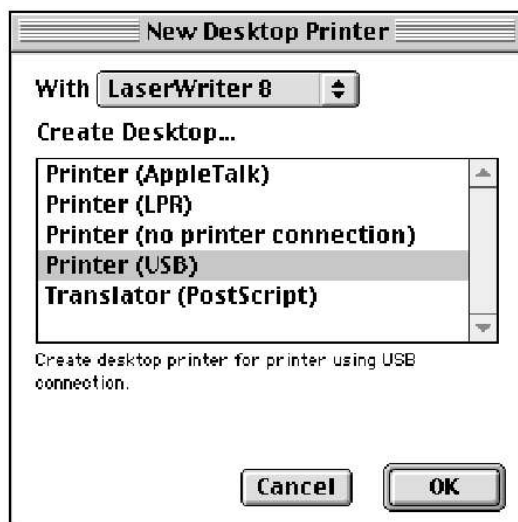 New Desktop Printer
With LaserWriter 8
Create Desktop...
Printer (AppleTalk)
Printer (LPR)
Printer (no printer connection)
Printer (USB)
Translator (PostScript)
Create desktop printer for printer using USB
connection.
Cancel OK